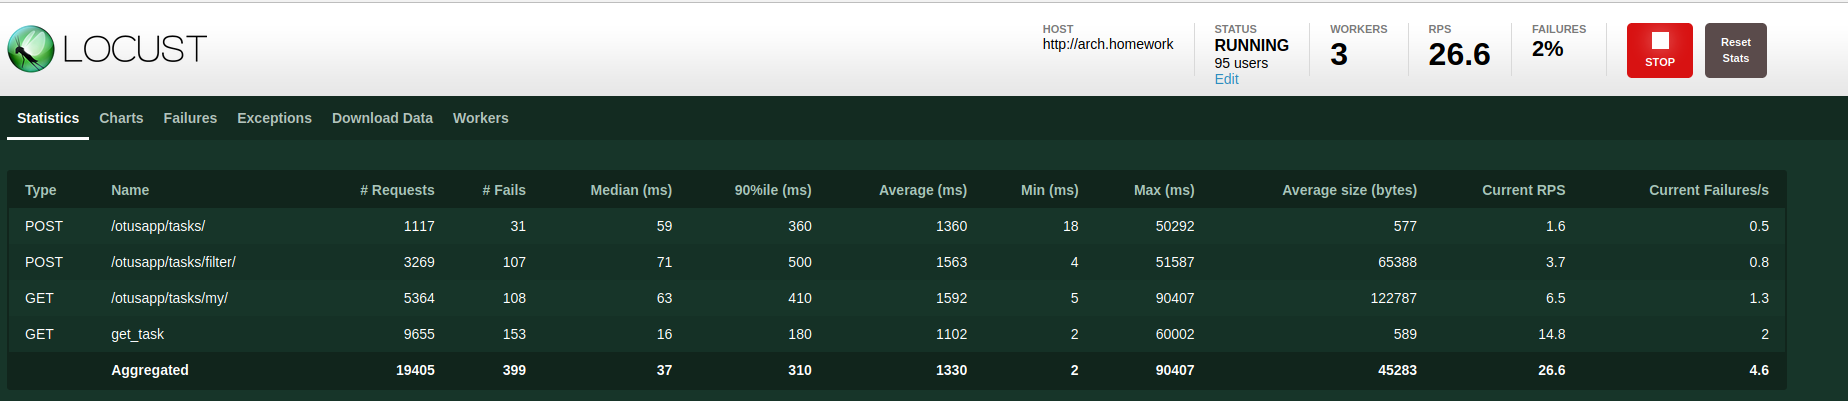 LOCUST
HOST
http://arch.homework
STATUS
RUNNING
95 users
Edit
WORKERS
3
RPS
26.6
FAILURES
2%
STOP
Reset
Stats
Statistics Charts Failures Exceptions Download Data Workers
Type Name # Requests # Fails Median (ms) 90%ile (ms) Average (ms) Min (ms) Max (ms) Average size (bytes) Current RPS Current Failures/s
POST /otusapp/tasks/ 1117 31 59 360 1360 18 50292 577 1.6 0.5
POST /otusapp/tasks/filter/ 3269 107 71 500 1563 4 51587 65388 3.7 0.8
GET /otusapp/tasks/my/ 5364 108 63 410 1592 5 90407 122787 6.5 1.3
GET get_task 9655 153 16 180 1102 2 60002 589 14.8 2
Aggregated 19405 399 37 310 1330 2 90407 45283 26.6 4.6